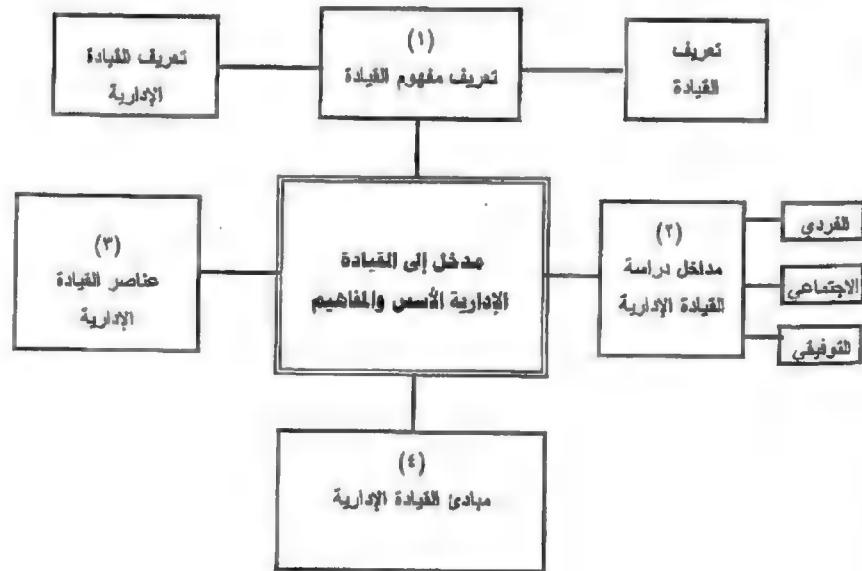 تعريف
القيادة
(١)
تعريف مفهوم القيادة
تعريف القيادة
الإدارية
(٢)
مداخل دراسة
القيادة الإدارية
الفردي
الاجتماعي
التوفيقي
مدخل إلى القيادة
الإدارية الأسس والمفاهيم
(٣)
عناصر القيادة
الإدارية
(٤)
مبادئ القيادة الإدارية